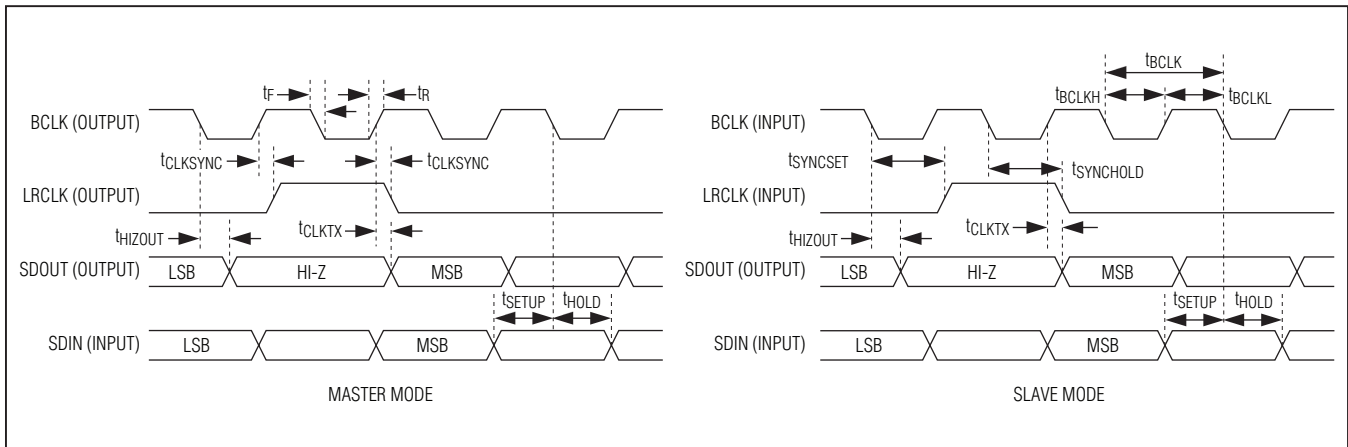 tF
tR
BCLK (OUTPUT)
tCLKSYNC
tCLKSYNC
LRCLK (OUTPUT)
tHIZOUT
tCLKTX
SDOUT (OUTPUT)
LSB
HI-Z
MSB
tSETUP
tHOLD
SDIN (INPUT)
LSB
MSB
MASTER MODE
tBCLK
tBCLKH
tBCLKL
BCLK (INPUT)
tSYNCSET
tSYNCHOLD
LRCLK (INPUT)
tHIZOUT
tCLKTX
SDOUT (OUTPUT)
LSB
HI-Z
MSB
tSETUP
tHOLD
SDIN (INPUT)
LSB
MSB
SLAVE MODE